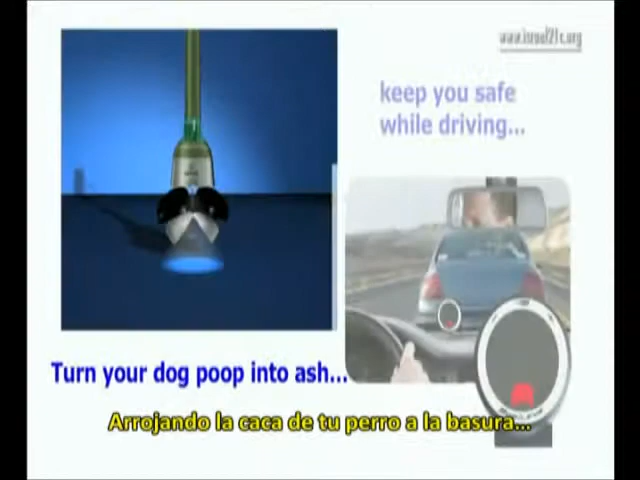 www.israel21c.org
keep you safe
while driving...
Turn your dog poop into ash...
Arrojando la caca de tu perro a la basura...